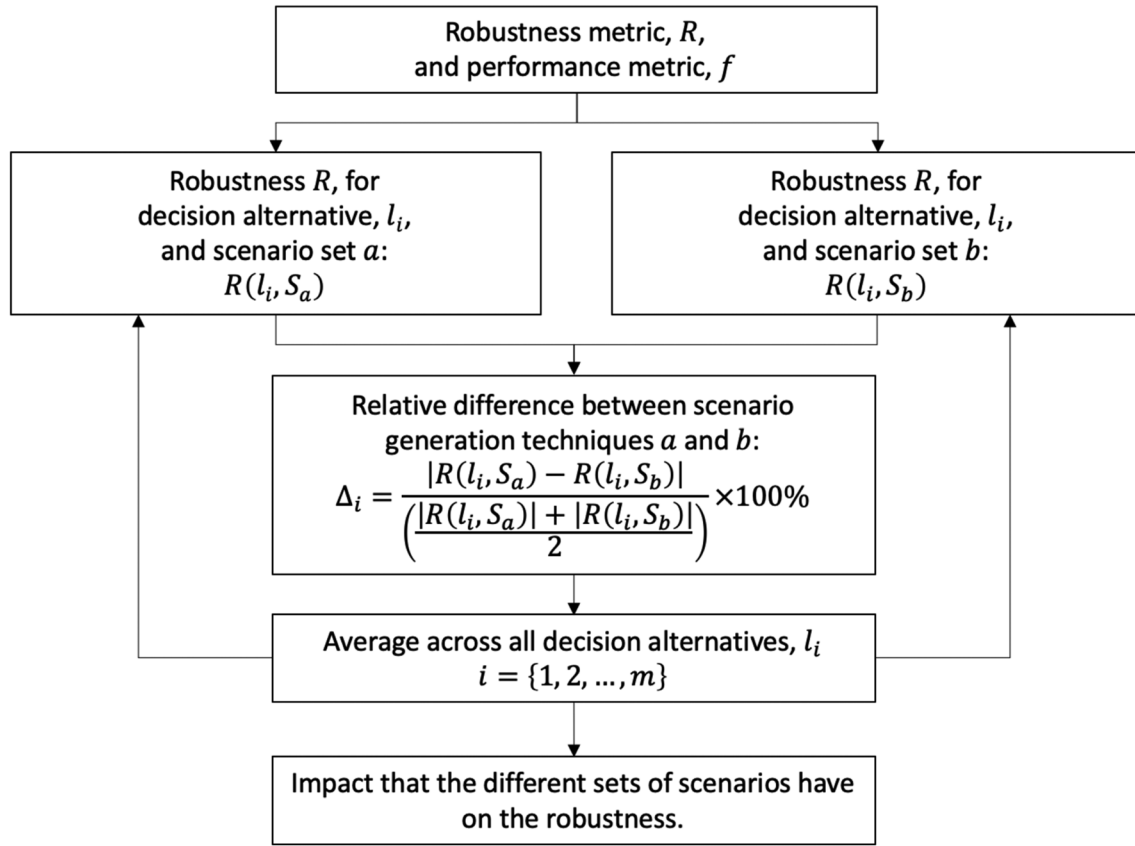 Robustness metric, R,
and performance metric, f
Robustness R, for
decision alternative, l_i,
and scenario set a:
R(l_i, S_a)
Robustness R, for
decision alternative, l_i,
and scenario set b:
R(l_i, S_b)
Relative difference between scenario
generation techniques a and b:
Δ_i = |R(l_i, S_a) − R(l_i, S_b)| / ((|R(l_i, S_a)| + |R(l_i, S_b)|) / 2) ×100%
Average across all decision alternatives, l_i
i = {1, 2, …, m}
Impact that the different sets of scenarios have
on the robustness.